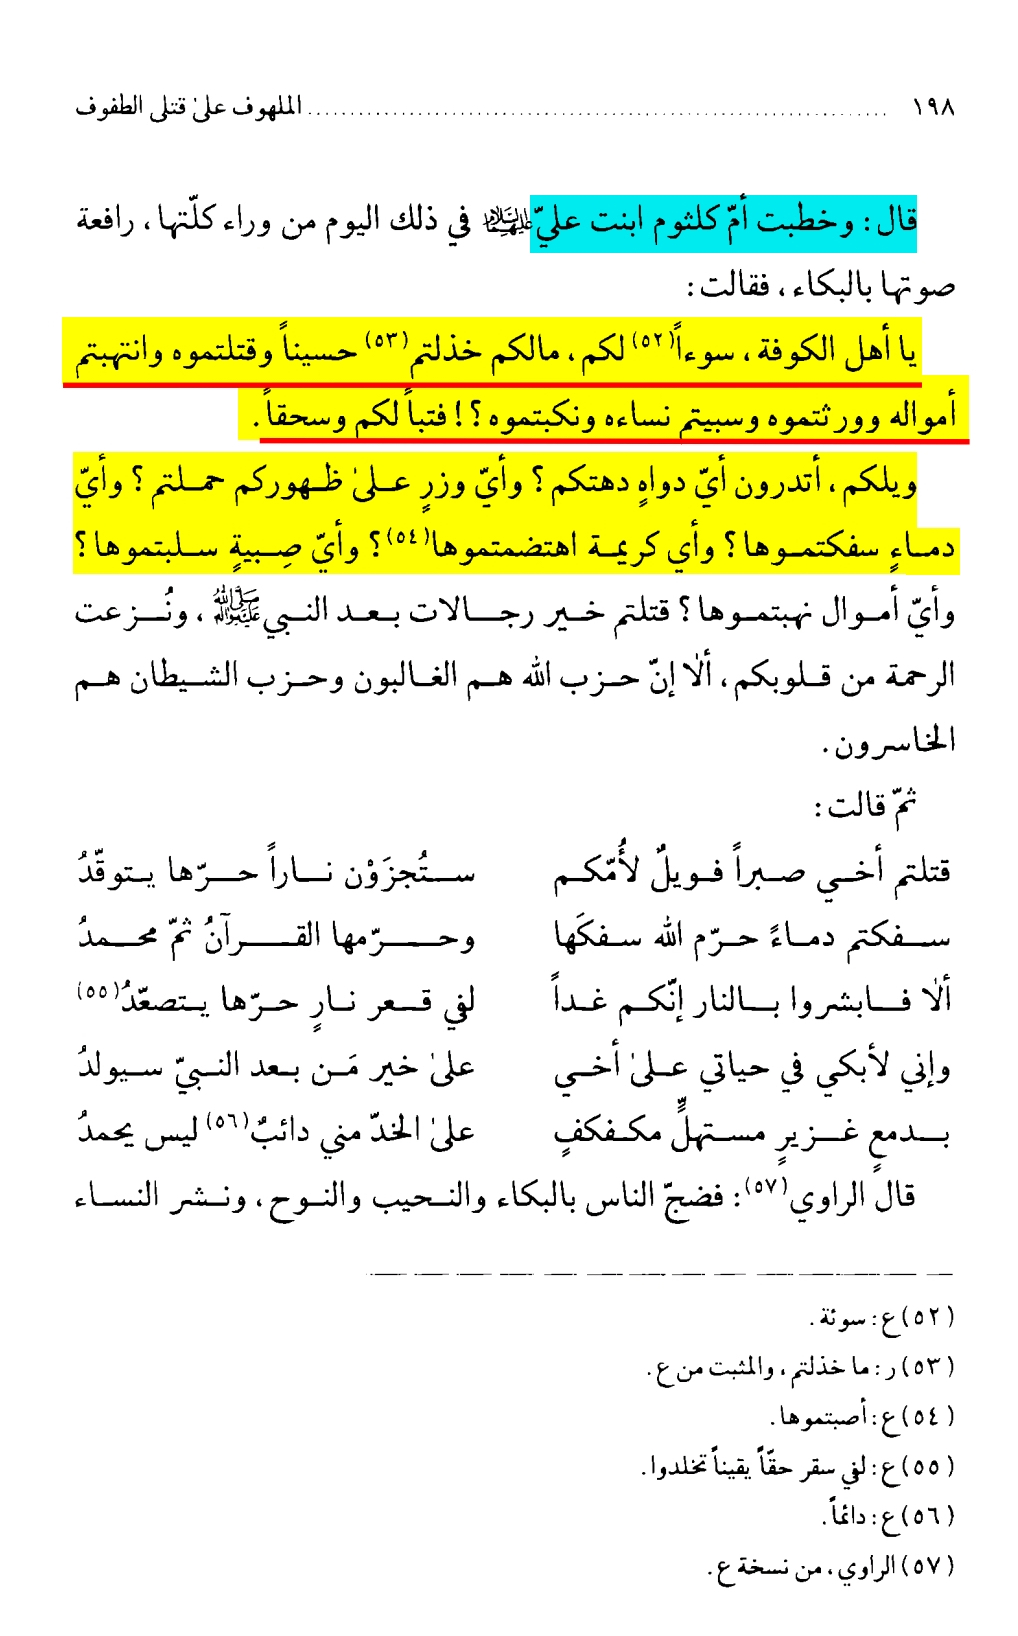 ١٩٨ ........................................ الملهوف علىٰ قتلى الطفوف
قال : وخطبت أمّ كلثوم ابنت عليّ عليهما السلام في ذلك اليوم من وراء كلّتها ، رافعة
صوتها بالبكاء ، فقالت :
يا أهل الكوفة ، سوءاً(٥٢) لكم ، مالكم خذلتم(٥٣) حسيناً وقتلتموه وانتهبتم
أمواله وورثتموه وسبيتم نساءه ونكبتموه ؟! فتباً لكم وسحقاً .
ويلكم ، أتدرون أيّ دواهٍ دهتكم ؟ وأيّ وزرٍ علىٰ ظهوركم حملتم ؟ وأيّ
دماءٍ سفكتموها ؟ وأي كريمة اهتضمتموها(٥٤) ؟ وأيّ صِبيةٍ سلبتموها ؟
وأيّ أموال نهبتموها ؟ قتلتم خير رجالات بعد النبي ﷺ ، ونُزعت
الرحمة من قلوبكم ، ألا إنّ حزب الله هم الغالبون وحزب الشيطان هم
الخاسرون .
ثمّ قالت :
قتلتم أخي صبراً فويلٌ لأُمّكم ستُجزَوْن ناراً حرّها يتوقّدُ
سفكتم دماءً حرّم الله سفكَها وحرّمها القرآنُ ثمّ محمدُ
ألا فابشروا بالنار إنّكم غداً لفي قعر نارٍ حرّها يتصعّدُ(٥٥)
وإني لأبكي في حياتي علىٰ أخي علىٰ خير مَن بعد النبيّ سيولدُ
بدمعٍ غزيرٍ مستهلٍّ مكفكفٍ علىٰ الخدّ مني دائبٌ(٥٦) ليس يحمدُ
قال الراوي(٥٧) : فضجّ الناس بالبكاء والنحيب والنوح ، ونشر النساء
(٥٢) ع : سوئة .
(٥٣) ر : ما خذلتم ، والمثبت من ع .
(٥٤) ع : أصبتموها .
(٥٥) ع : لفي سقر حقّاً يقيناً تخلدوا .
(٥٦) ع : دائماً .
(٥٧) الراوي ، من نسخة ع .